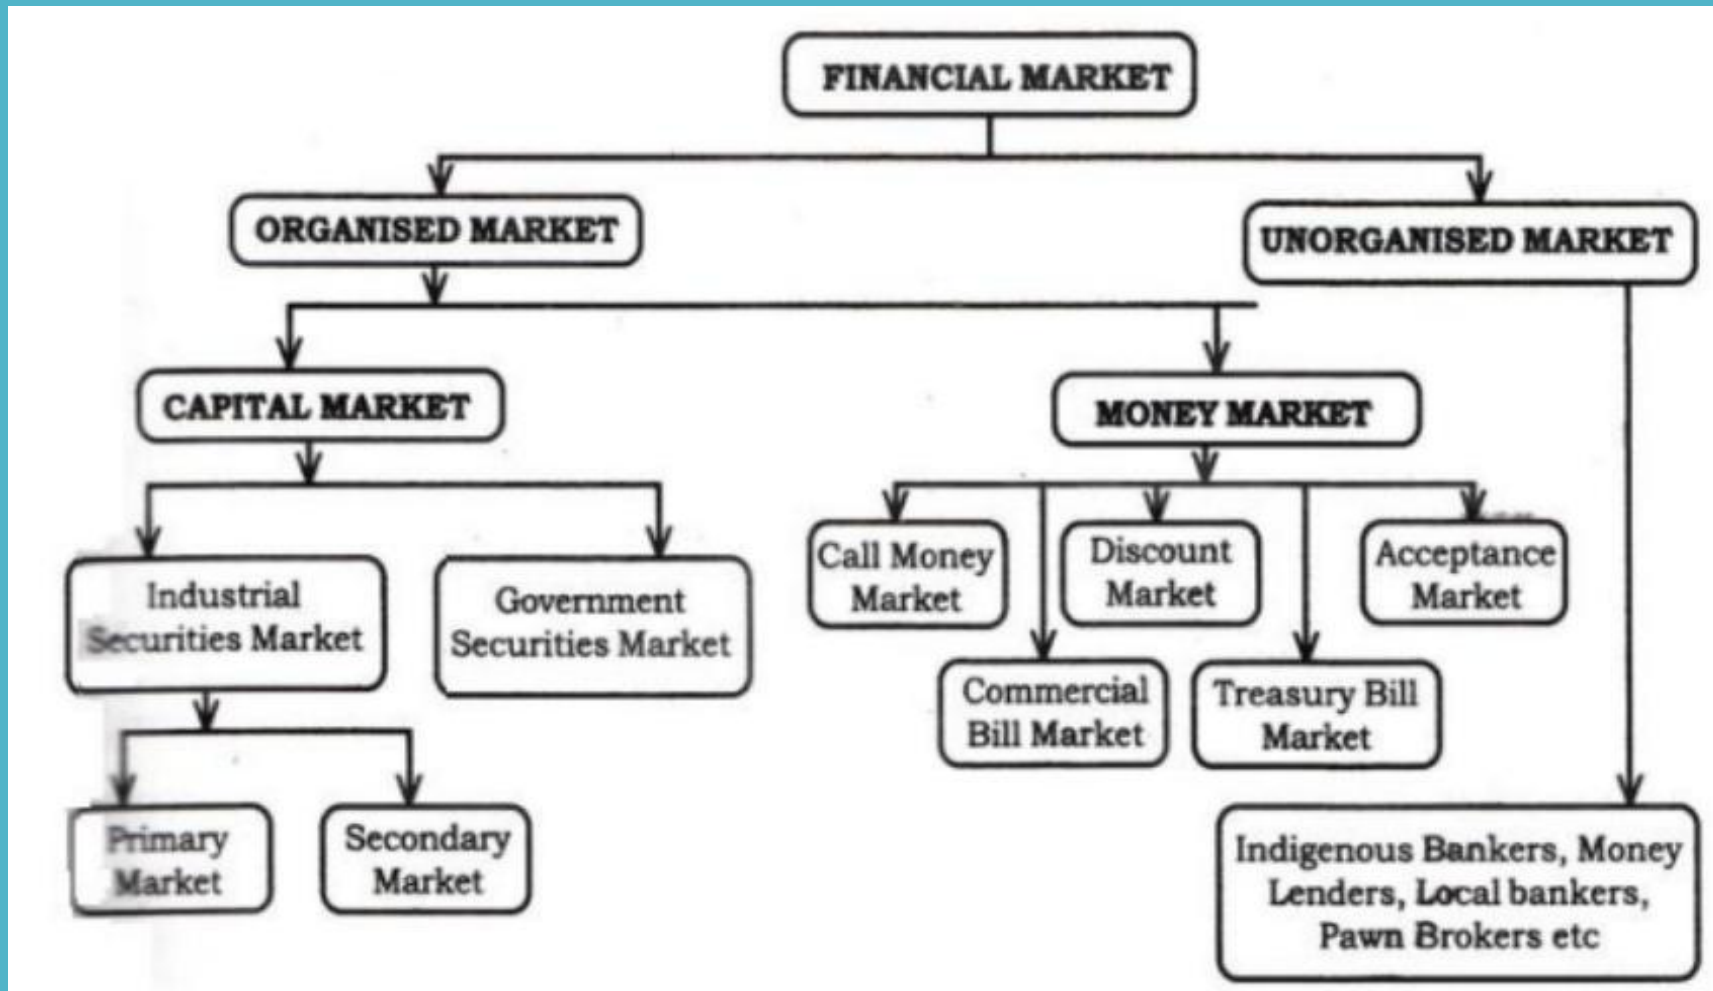 FINANCIAL MARKET
ORGANISED MARKET
UNORGANISED MARKET
CAPITAL MARKET
MONEY MARKET
Industrial
Securities Market
Government
Securities Market
Call Money
Market
Discount
Market
Acceptance
Market
Commercial
Bill Market
Treasury Bill
Market
Primary
Market
Secondary
Market
Indigenous Bankers, Money
Lenders, Local bankers,
Pawn Brokers etc